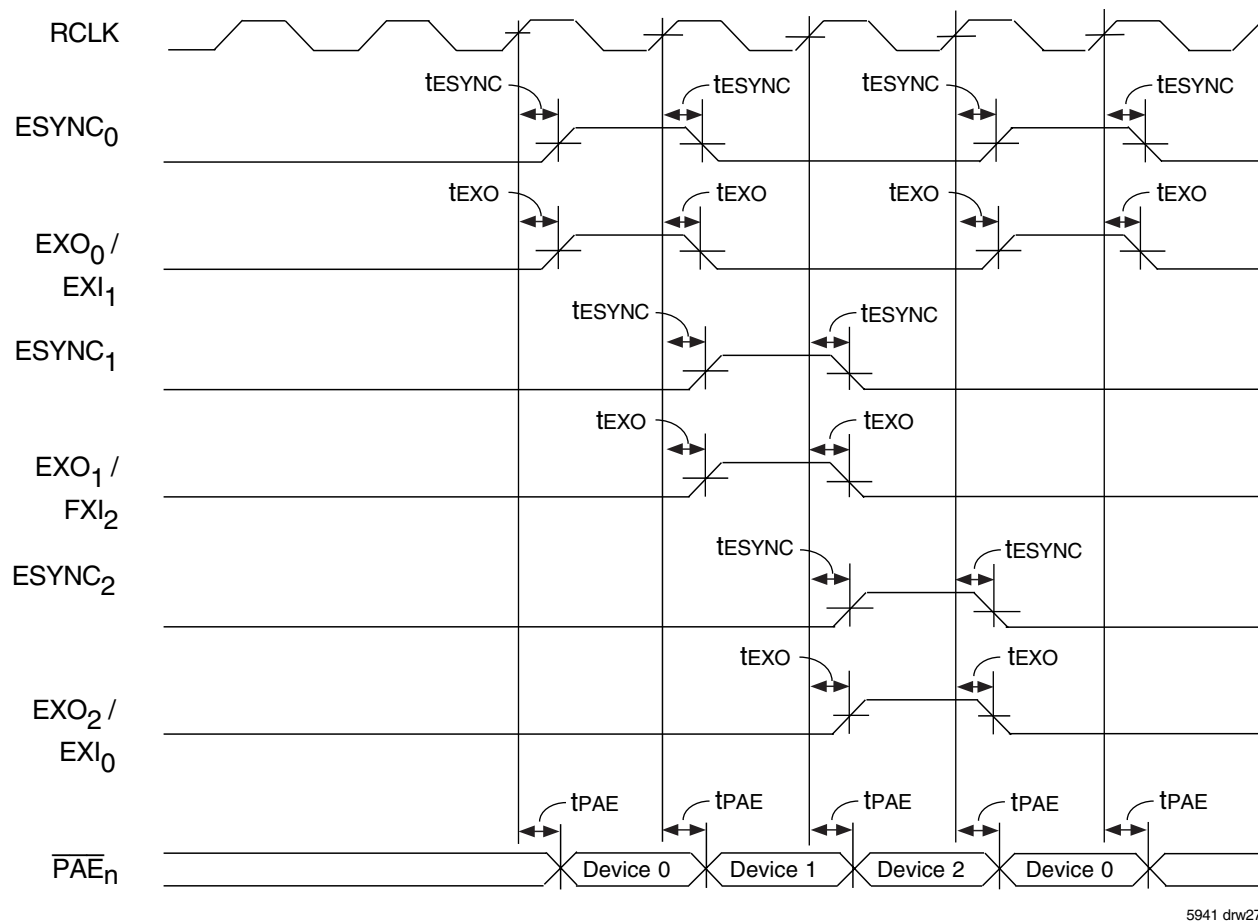 RCLK
tESYNC tESYNC tESYNC tESYNC
ESYNC0
tEXO tEXO tEXO tEXO
EXO0 /
EXI1
tESYNC tESYNC
ESYNC1
tEXO tEXO
EXO1 /
FXI2
tESYNC tESYNC
ESYNC2
tEXO tEXO
EXO2 /
EXI0
tPAE tPAE tPAE tPAE tPAE
PAEn Device 0 Device 1 Device 2 Device 0
5941 drw27